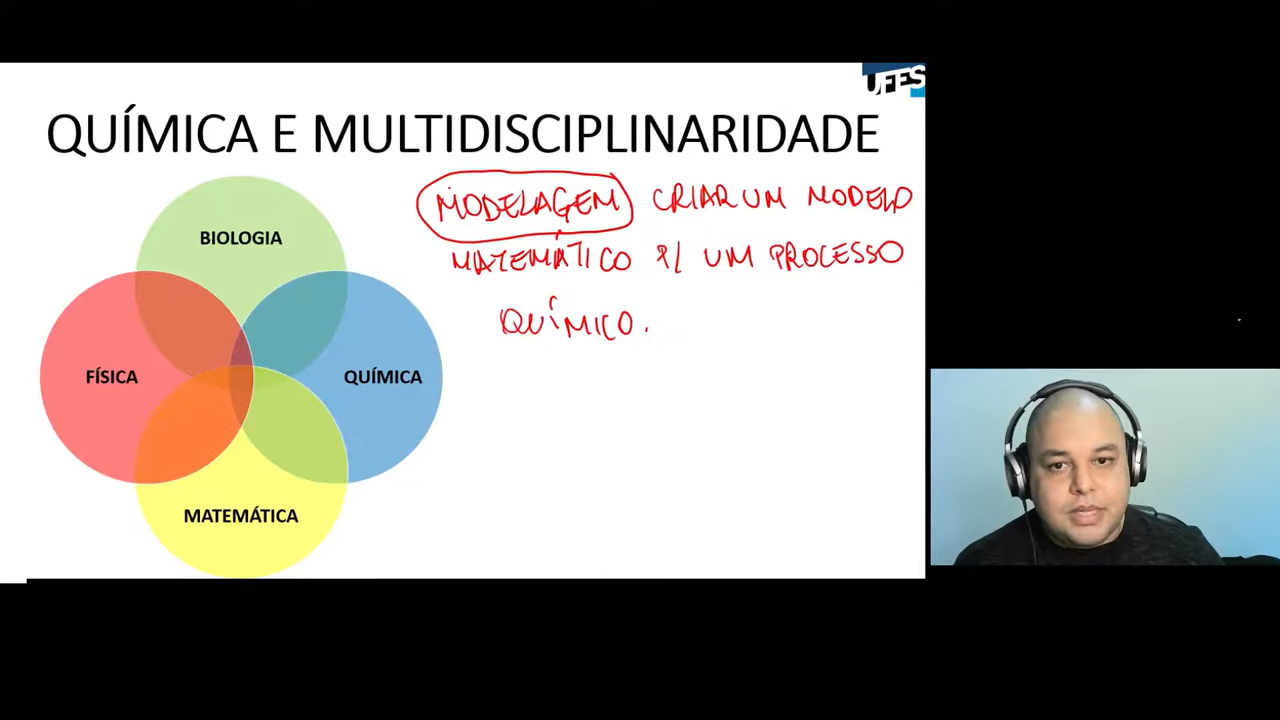 UFES
QUÍMICA E MULTIDISCIPLINARIDADE
MODELAGEM CRIAR UM MODELO
MATEMÁTICO P/ UM PROCESSO
QUÍMICO.
BIOLOGIA
FÍSICA
QUÍMICA
MATEMÁTICA